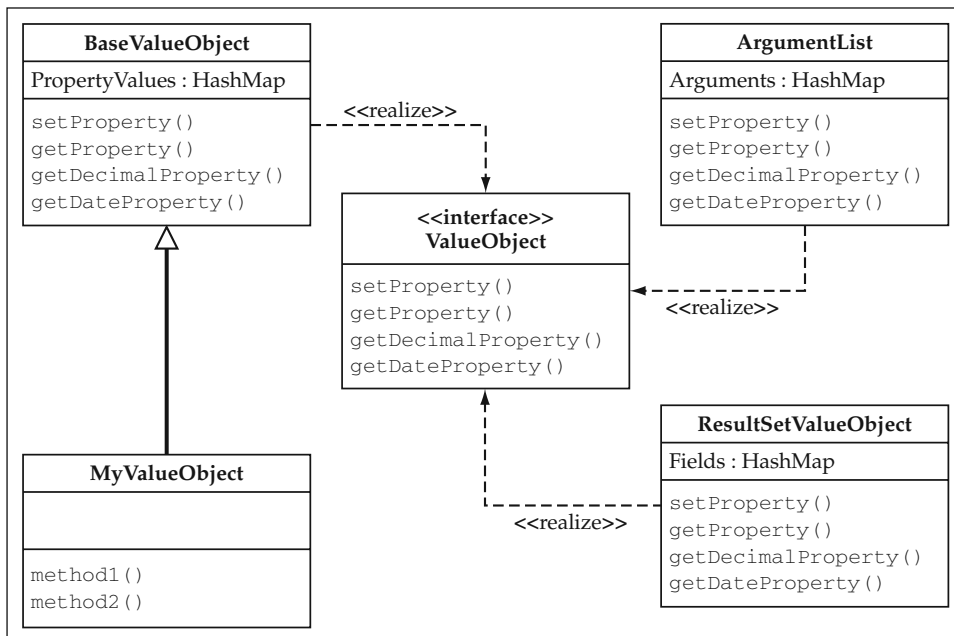 BaseValueObject
PropertyValues : HashMap
setProperty()
getProperty()
getDecimalProperty()
getDateProperty()
<<realize>>
ArgumentList
Arguments : HashMap
setProperty()
getProperty()
getDecimalProperty()
getDateProperty()
<<interface>>
ValueObject
setProperty()
getProperty()
getDecimalProperty()
getDateProperty()
<<realize>>
MyValueObject
method1()
method2()
<<realize>>
ResultSetValueObject
Fields : HashMap
setProperty()
getProperty()
getDecimalProperty()
getDateProperty()